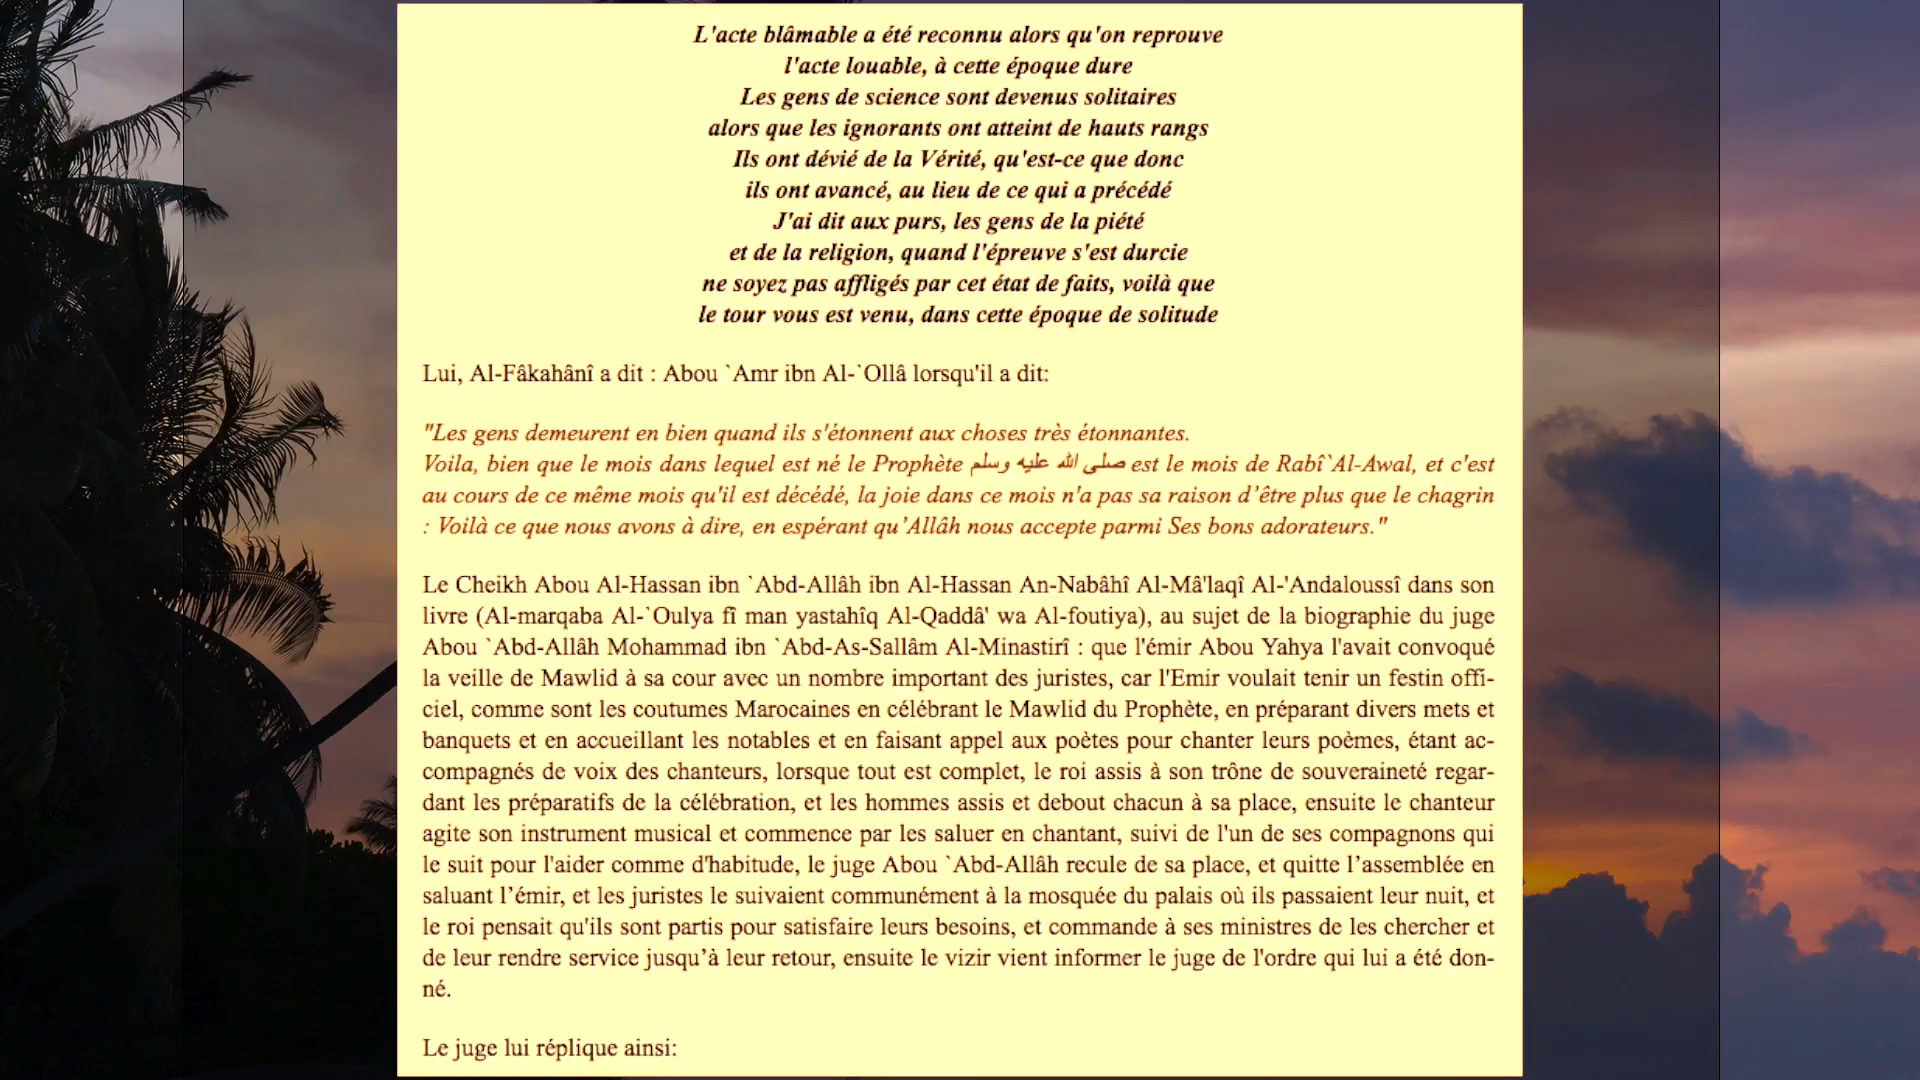 L'acte blâmable a été reconnu alors qu'on reprouve
l'acte louable, à cette époque dure
Les gens de science sont devenus solitaires
alors que les ignorants ont atteint de hauts rangs
Ils ont dévié de la Vérité, qu'est-ce que donc
ils ont avancé, au lieu de ce qui a précédé
J'ai dit aux purs, les gens de la piété
et de la religion, quand l'épreuve s'est durcie
ne soyez pas affligés par cet état de faits, voilà que
le tour vous est venu, dans cette époque de solitude
Lui, Al-Fâkahânî a dit : Abou `Amr ibn Al-`Ollâ lorsqu'il a dit:
"Les gens demeurent en bien quand ils s'étonnent aux choses très étonnantes.
Voila, bien que le mois dans lequel est né le Prophète صلى الله عليه وسلم est le mois de Rabî`Al-Awal, et c'est
au cours de ce même mois qu'il est décédé, la joie dans ce mois n'a pas sa raison d’être plus que le chagrin
: Voilà ce que nous avons à dire, en espérant qu’Allâh nous accepte parmi Ses bons adorateurs."
Le Cheikh Abou Al-Hassan ibn `Abd-Allâh ibn Al-Hassan An-Nabâhî Al-Mâ'laqî Al-'Andaloussî dans son
livre (Al-marqaba Al-`Oulya fî man yastahîq Al-Qaddâ' wa Al-foutiya), au sujet de la biographie du juge
Abou `Abd-Allâh Mohammad ibn `Abd-As-Sallâm Al-Minastirî : que l'émir Abou Yahya l'avait convoqué
la veille de Mawlid à sa cour avec un nombre important des juristes, car l'Emir voulait tenir un festin offi-
ciel, comme sont les coutumes Marocaines en célébrant le Mawlid du Prophète, en préparant divers mets et
banquets et en accueillant les notables et en faisant appel aux poètes pour chanter leurs poèmes, étant ac-
compagnés de voix des chanteurs, lorsque tout est complet, le roi assis à son trône de souveraineté regar-
dant les préparatifs de la célébration, et les hommes assis et debout chacun à sa place, ensuite le chanteur
agite son instrument musical et commence par les saluer en chantant, suivi de l'un de ses compagnons qui
le suit pour l'aider comme d'habitude, le juge Abou `Abd-Allâh recule de sa place, et quitte l’assemblée en
saluant l’émir, et les juristes le suivaient communément à la mosquée du palais où ils passaient leur nuit, et
le roi pensait qu'ils sont partis pour satisfaire leurs besoins, et commande à ses ministres de les chercher et
de leur rendre service jusqu’à leur retour, ensuite le vizir vient informer le juge de l'ordre qui lui a été don-
né.
Le juge lui réplique ainsi: